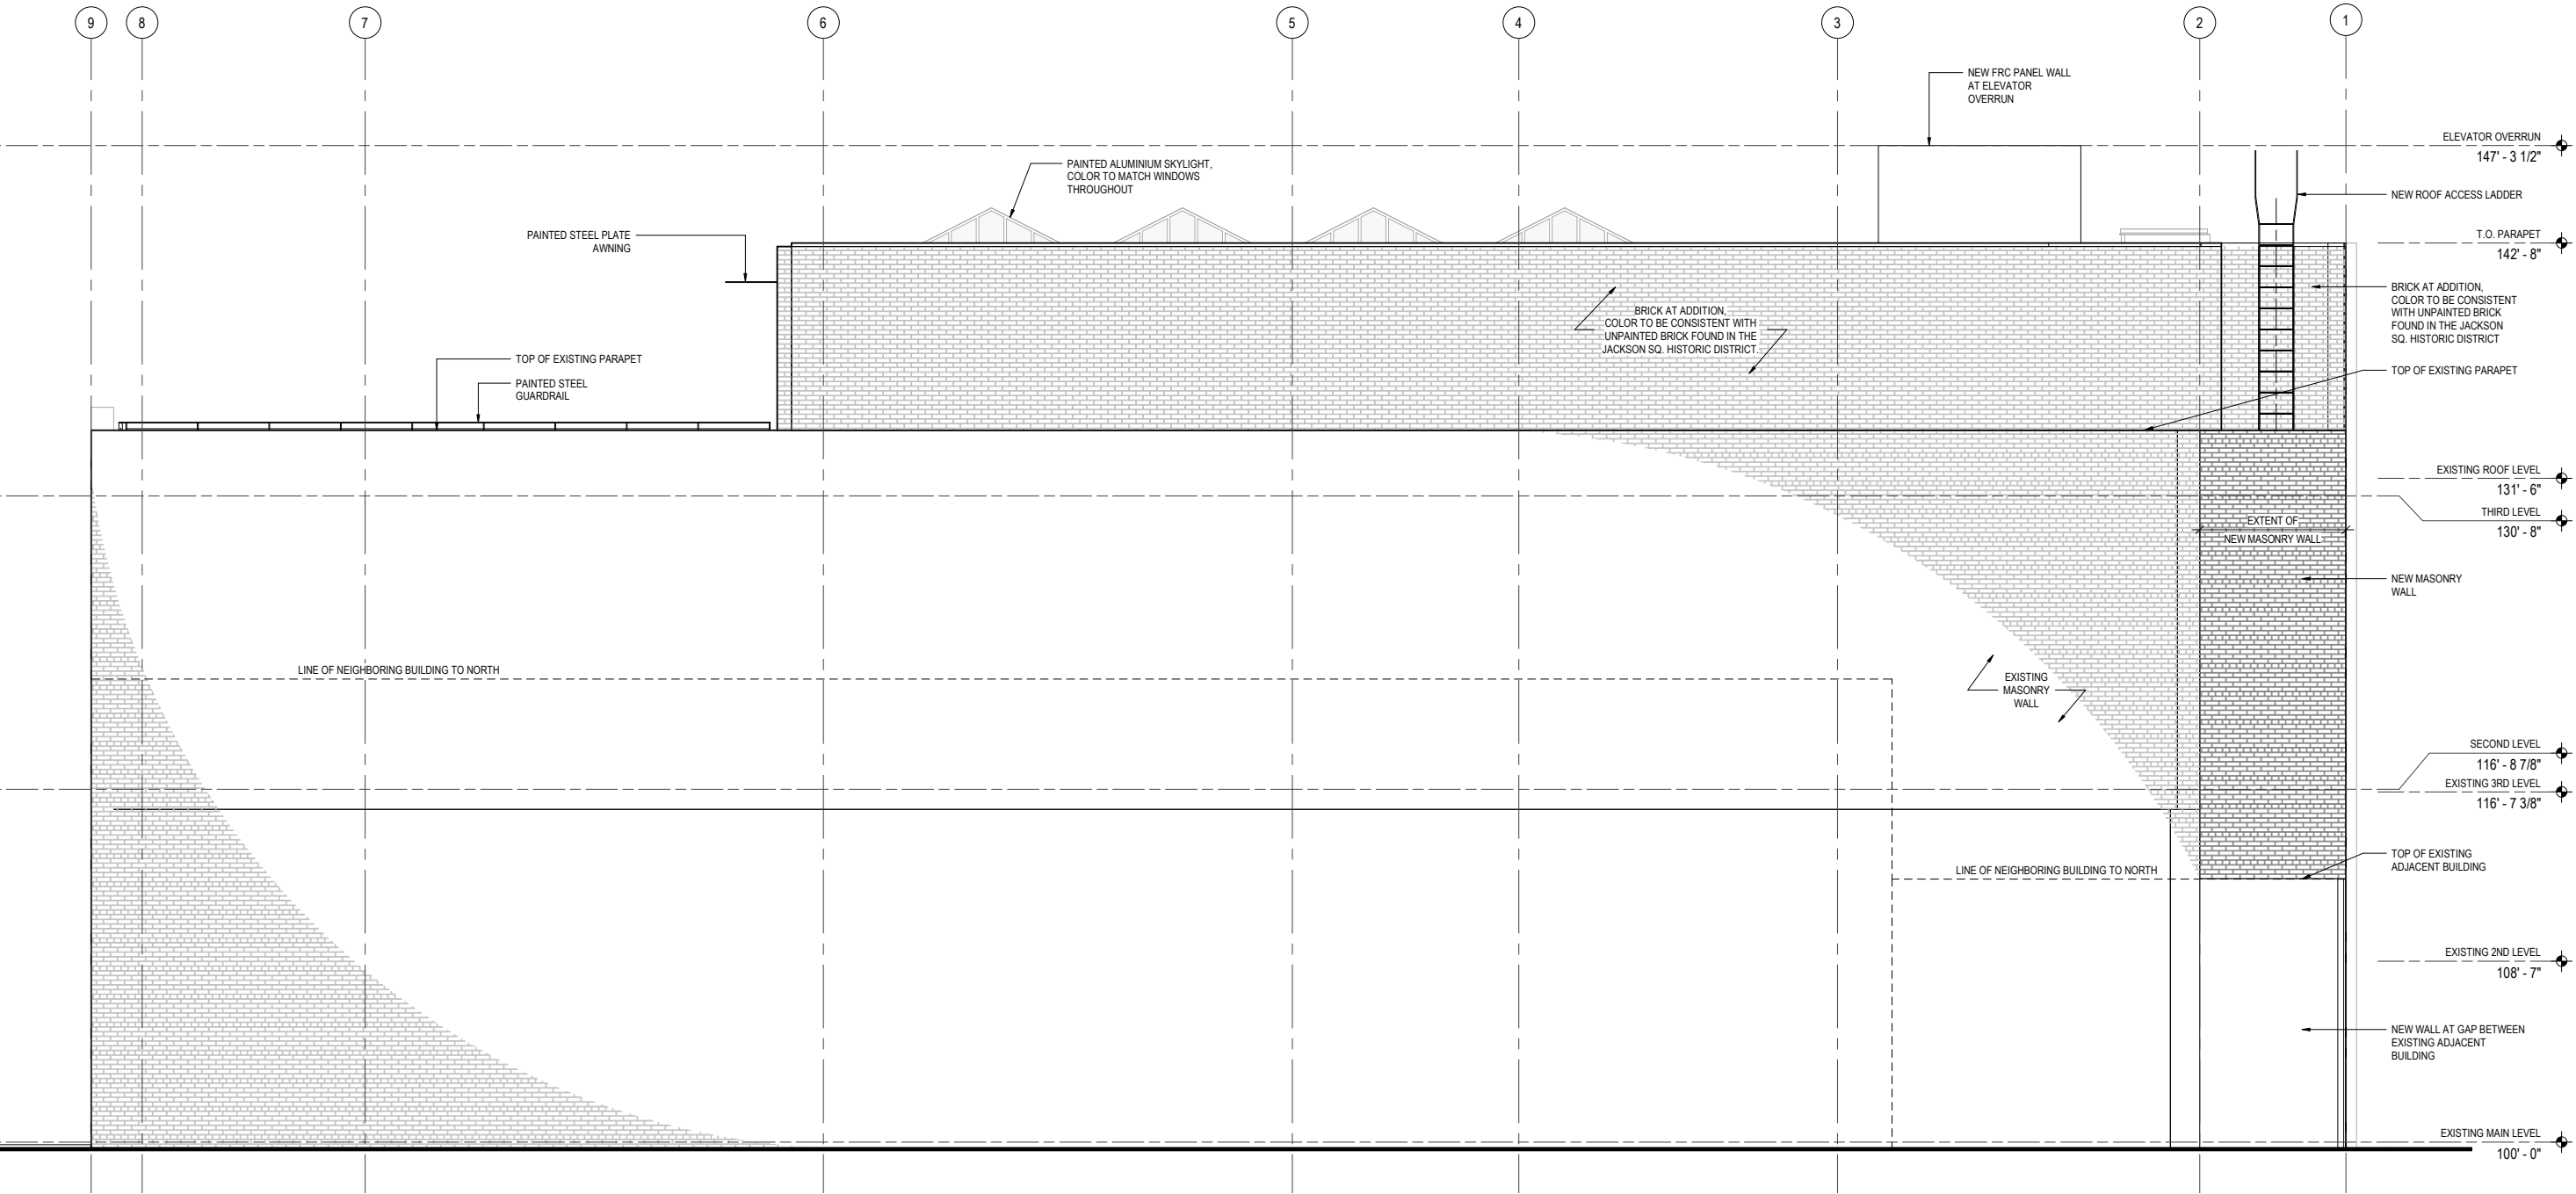 9
8
7
6
5
4
3
2
1
NEW FRC PANEL WALL
AT ELEVATOR
OVERRUN
ELEVATOR OVERRUN
147' - 3 1/2"
PAINTED ALUMINIUM SKYLIGHT,
COLOR TO MATCH WINDOWS
THROUGHOUT
NEW ROOF ACCESS LADDER
PAINTED STEEL PLATE
AWNING
T.O. PARAPET
142' - 8"
BRICK AT ADDITION,
COLOR TO BE CONSISTENT
WITH UNPAINTED BRICK
FOUND IN THE JACKSON
SQ. HISTORIC DISTRICT
BRICK AT ADDITION,
COLOR TO BE CONSISTENT WITH
UNPAINTED BRICK FOUND IN THE
JACKSON SQ. HISTORIC DISTRICT.
TOP OF EXISTING PARAPET
PAINTED STEEL
GUARDRAIL
TOP OF EXISTING PARAPET
EXISTING ROOF LEVEL
131' - 6"
THIRD LEVEL
130' - 8"
EXTENT OF
NEW MASONRY WALL
NEW MASONRY
WALL
LINE OF NEIGHBORING BUILDING TO NORTH
EXISTING
MASONRY
WALL
SECOND LEVEL
116' - 8 7/8"
EXISTING 3RD LEVEL
116' - 7 3/8"
TOP OF EXISTING
ADJACENT BUILDING
LINE OF NEIGHBORING BUILDING TO NORTH
EXISTING 2ND LEVEL
108' - 7"
NEW WALL AT GAP BETWEEN
EXISTING ADJACENT
BUILDING
EXISTING MAIN LEVEL
100' - 0"